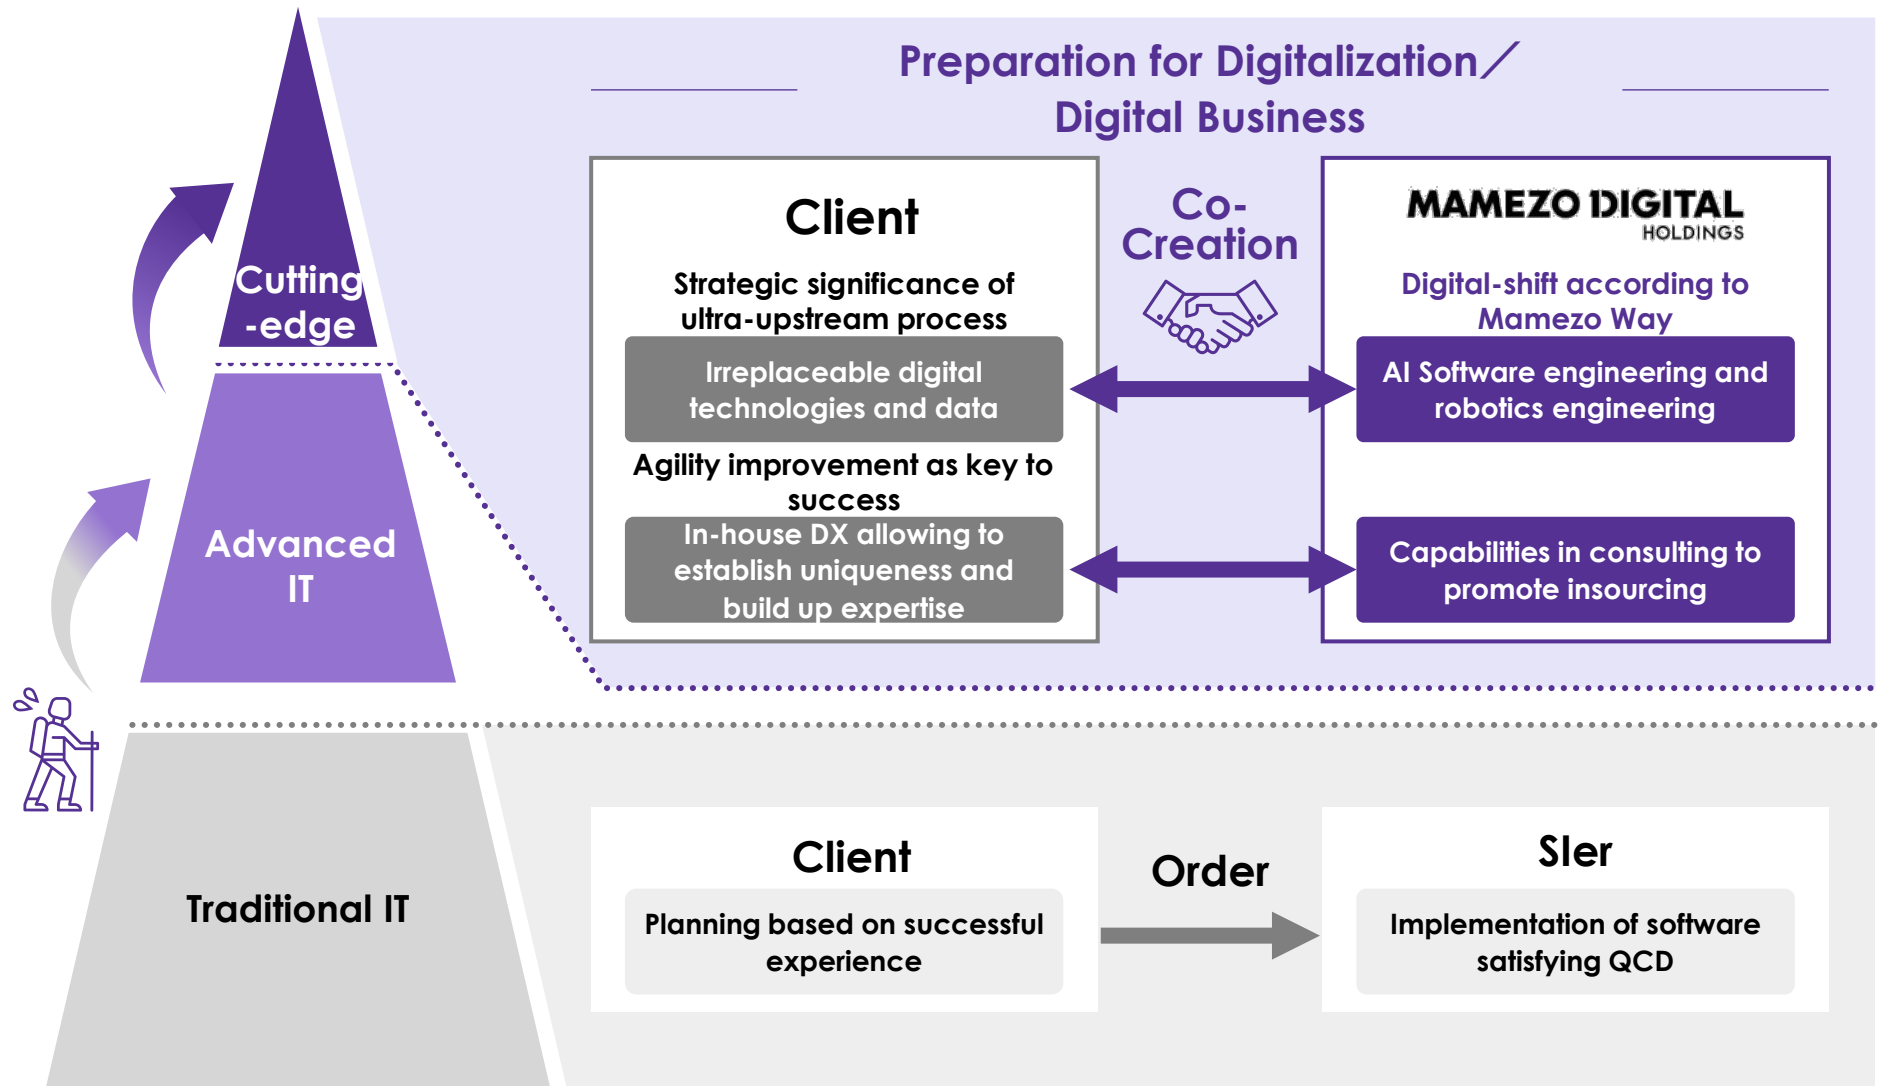 Preparation for Digitalization／
Digital Business
Cutting
-edge
Advanced
IT
Traditional IT
Client
Strategic significance of
ultra-upstream process
Irreplaceable digital
technologies and data
Agility improvement as key to
success
In-house DX allowing to
establish uniqueness and
build up expertise
Co-
Creation
MAMEZO DIGITAL
HOLDINGS
Digital-shift according to
Mamezo Way
AI Software engineering and
robotics engineering
Capabilities in consulting to
promote insourcing
Client
Planning based on successful
experience
Order
SIer
Implementation of software
satisfying QCD